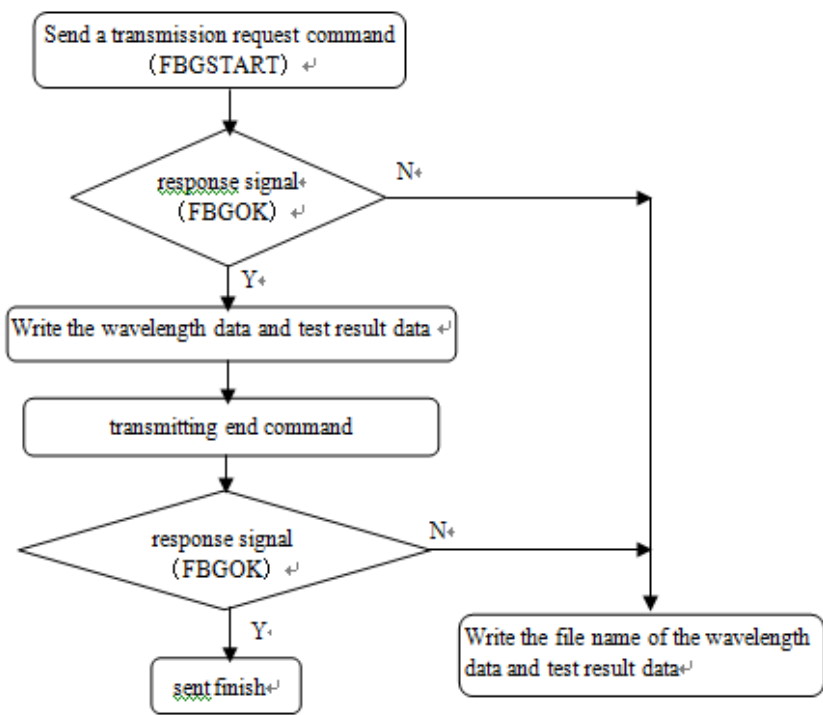 Send a transmission request command
（FBGSTART）
response signal
（FBGOK）
N
Y
Write the wavelength data and test result data
transmitting end command
response signal
（FBGOK）
N
Y
sent finish
Write the file name of the wavelength
data and test result data